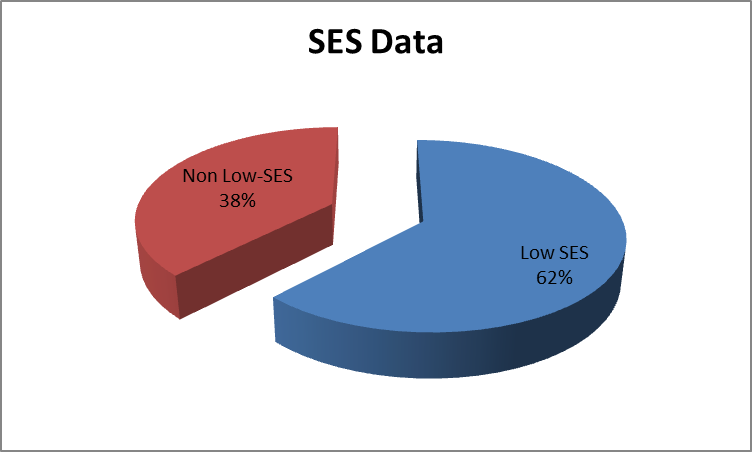 SES Data
Non Low-SES
38%
Low SES
62%